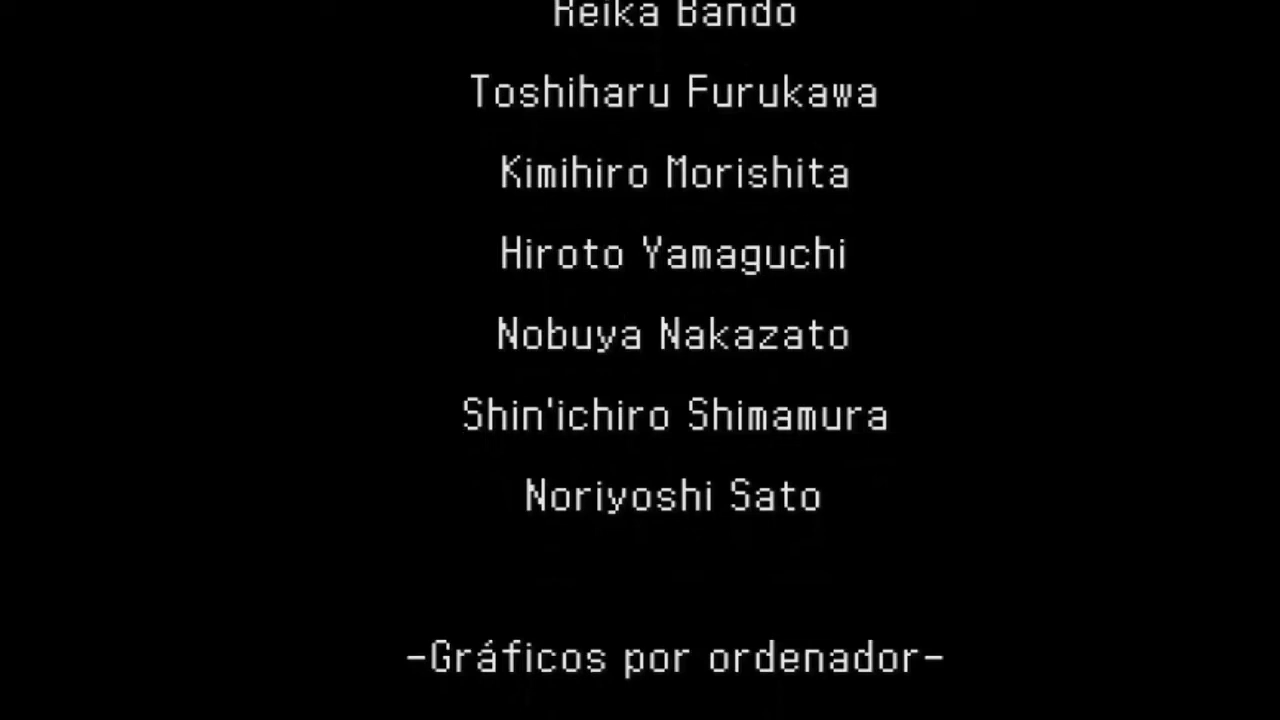 Reika Bando
Toshiharu Furukawa
Kimihiro Morishita
Hiroto Yamaguchi
Nobuya Nakazato
Shin'ichiro Shimamura
Noriyoshi Sato
-Gráficos por ordenador-